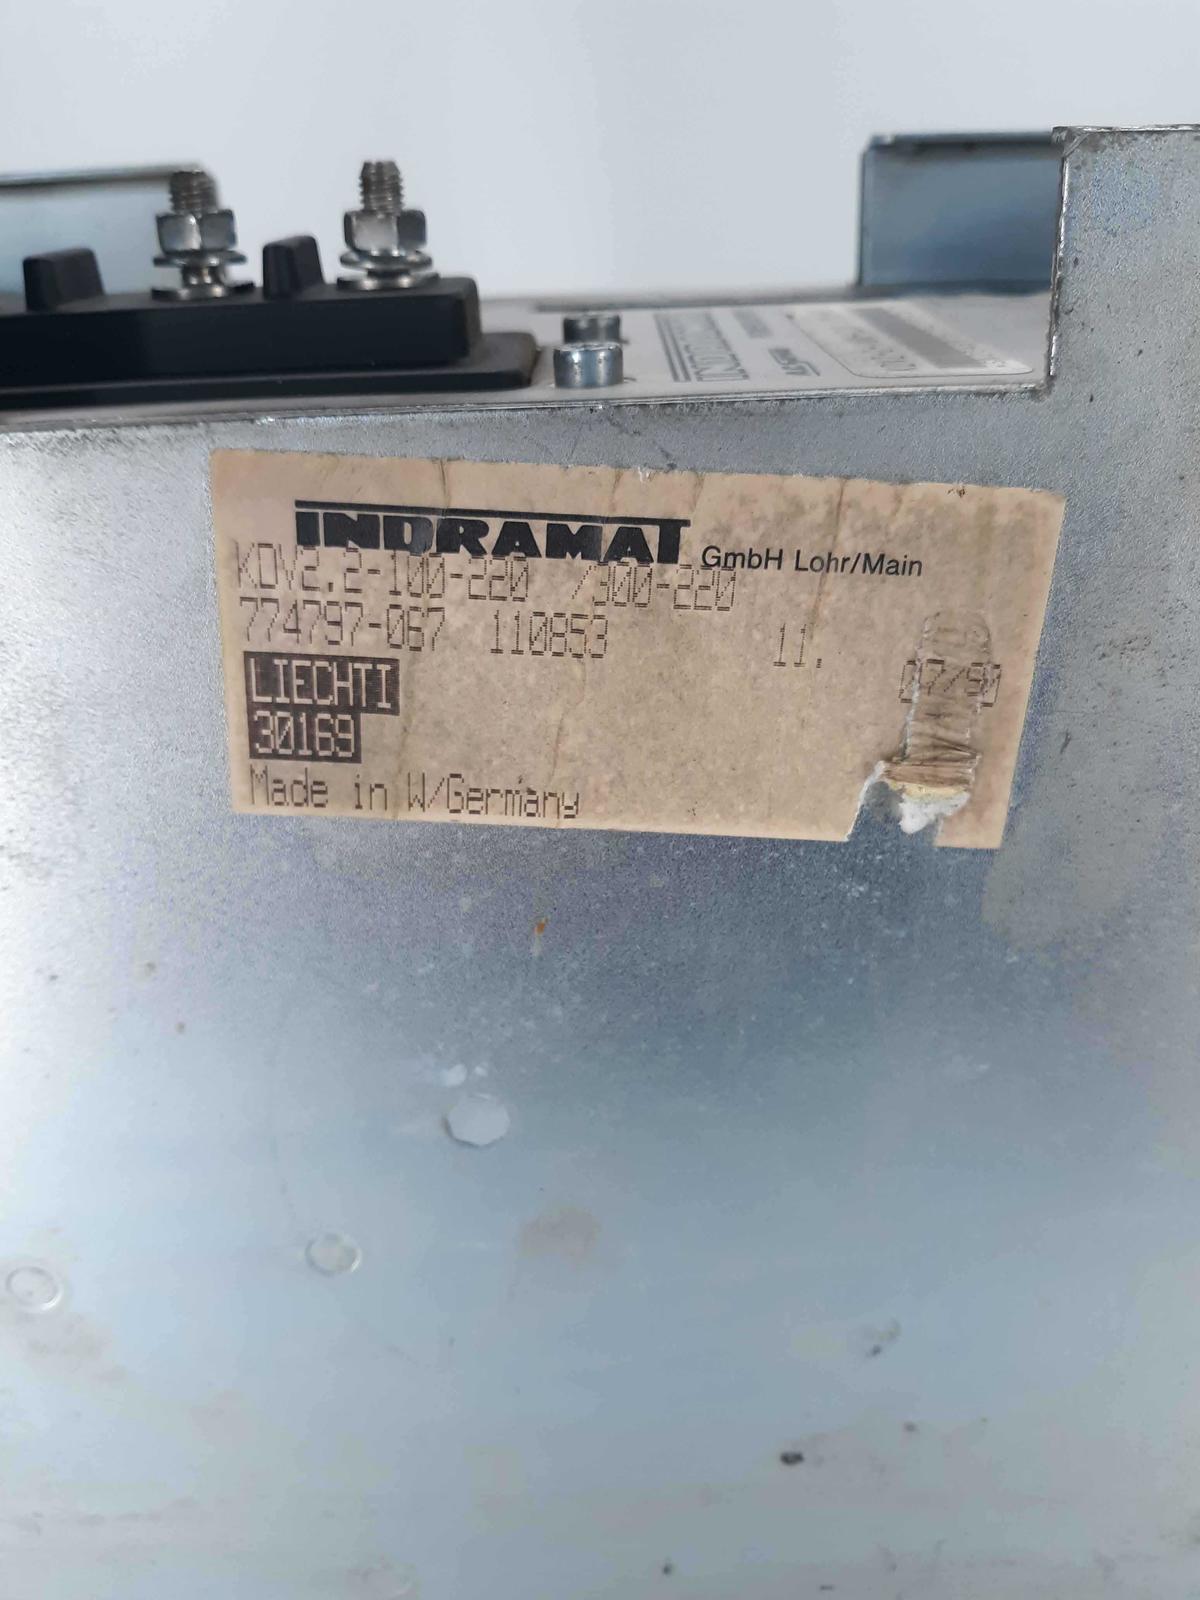 INDRAMAT GmbH Lohr/Main
KDV2.2-100-220 /300-220
774797-067 110853 11. 07/90
LIECHTI
30169
Made in W/Germany